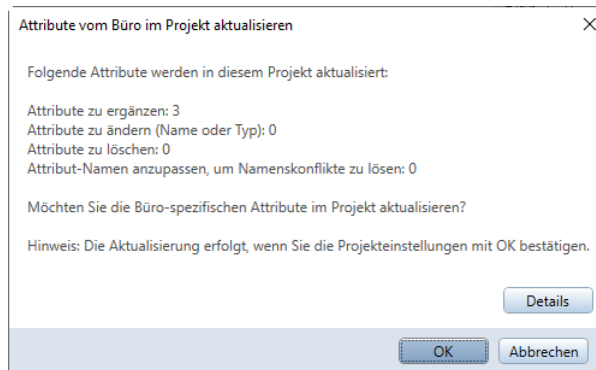 Attribute vom Büro im Projekt aktualisieren
Folgende Attribute werden in diesem Projekt aktualisiert:
Attribute zu ergänzen: 3
Attribute zu ändern (Name oder Typ): 0
Attribute zu löschen: 0
Attribut-Namen anzupassen, um Namenskonflikte zu lösen: 0
Möchten Sie die Büro-spezifischen Attribute im Projekt aktualisieren?
Hinweis: Die Aktualisierung erfolgt, wenn Sie die Projekteinstellungen mit OK bestätigen.
Details
OK Abbrechen